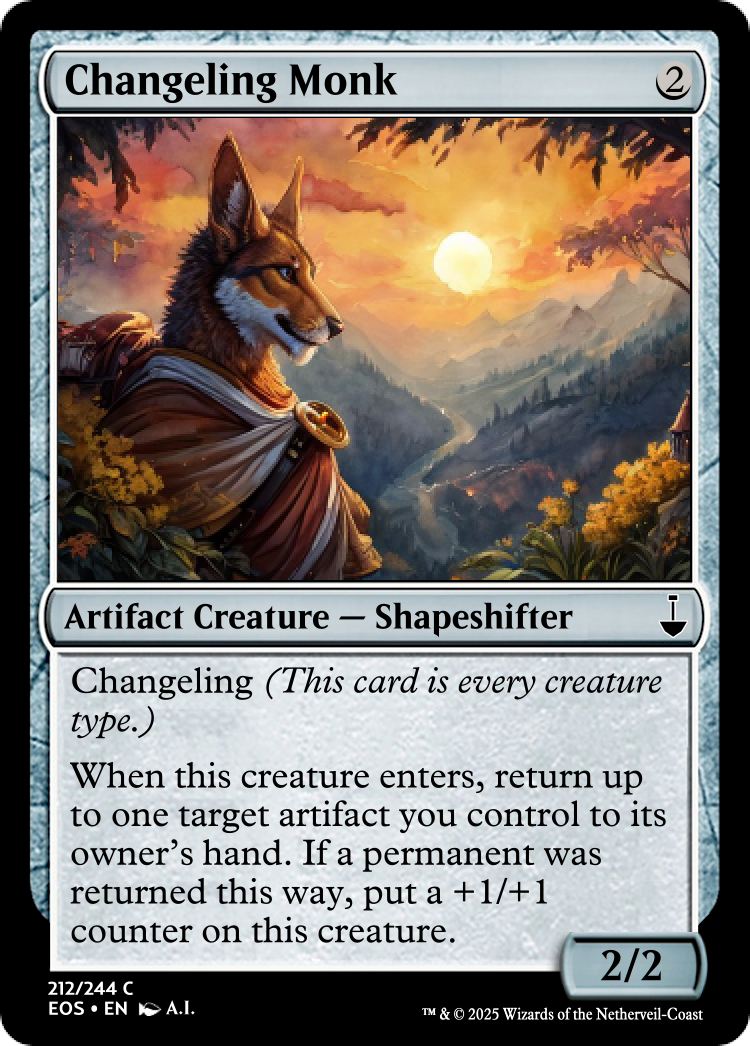 Changeling Monk 2
Artifact Creature — Shapeshifter
Changeling (This card is every creature
type.)
When this creature enters, return up
to one target artifact you control to its
owner's hand. If a permanent was
returned this way, put a +1/+1
counter on this creature.
2/2
212/244 C
EOS • EN A.I.
™ & © 2025 Wizards of the Netherveil-Coast